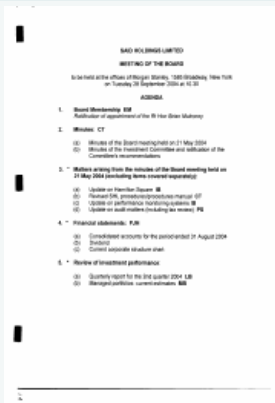 SAID HOLDINGS LIMITED
MEETING OF THE BOARD
to be held at the offices of Morgan Stanley, 1585 Broadway, New York
on Tuesday 28 September 2004 at 10.30
AGENDA
1. Board Membership
Ratification of appointment of the Rt Hon Brian Mulroney
2. Minutes CT
(a) Minutes of the Board meeting held on 21 May 2004
(b) Minutes of the Investment Committee and ratification of the
Committee's recommendations
3. * Matters arising from the minutes of the Board meeting held on
21 May 2004 (excluding items covered separately)
(a) Update on Hamilton Square
(b) Revised SHL procedures/procedures manual CT
(c) Update on performance monitoring systems
(d) Update on audit matters (including tax review)
4. * Financial statements
(a) Consolidated accounts for the period ended 31 August 2004
(b) Dividend
(c) Current corporate structure chart
5. * Review of investment performance
(a) Quarterly report for the 2nd quarter 2004
(b) Managed portfolios current estimates